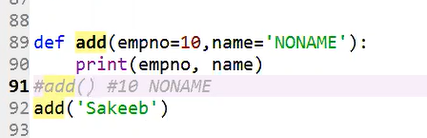 88
89 def add(empno=10,name='NONAME'):
90     print(empno, name)
91 #add() #10 NONAME
92 add('Sakeeb')
93